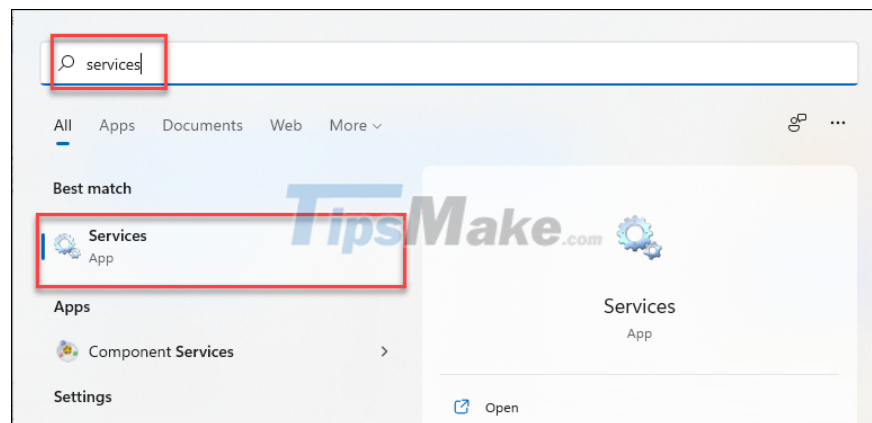 services
All Apps Documents Web More
Best match
Services
App
TipsMake.com
Services
App
Apps
Component Services
Settings
Open